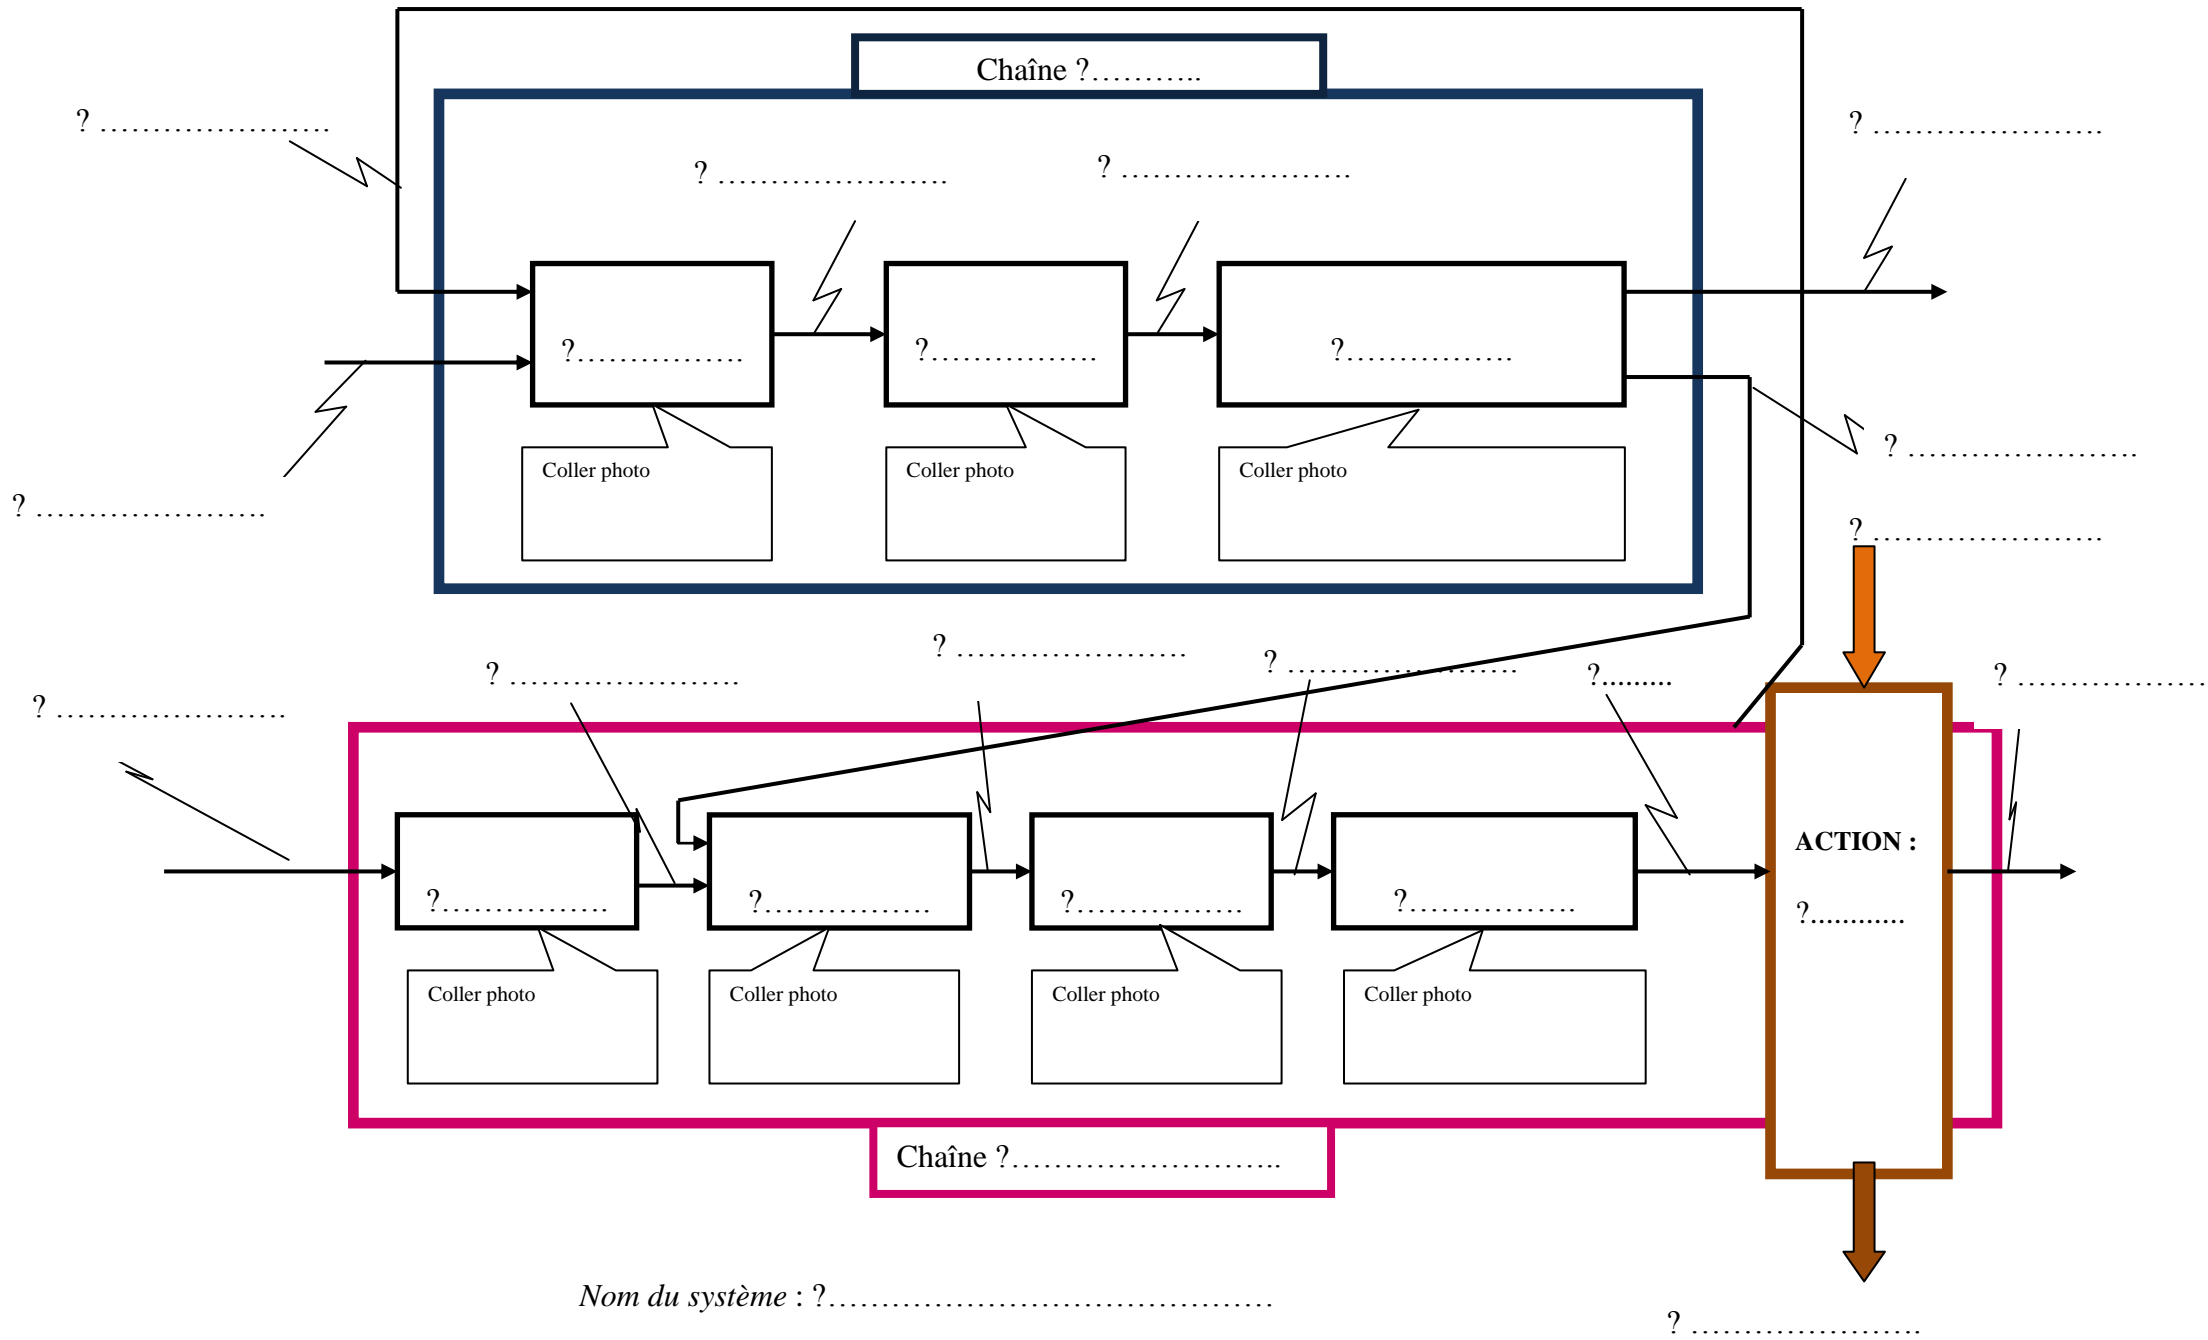 Chaîne ?………..
? ………………….
? ………………….
? ………………….
? ………………….
?…………….
?…………….
?…………….
? ………………….
Coller photo
Coller photo
Coller photo
? ………………….
? ………………….
? ………………….
? ………………….
? ………………….
?.........
? ………………….
? ………………….
ACTION :
?…………….
?…………….
?…………….
?…………….
?............
Coller photo
Coller photo
Coller photo
Coller photo
Chaîne ?……………………..
Nom du système : ?……………………………………
? ………………….